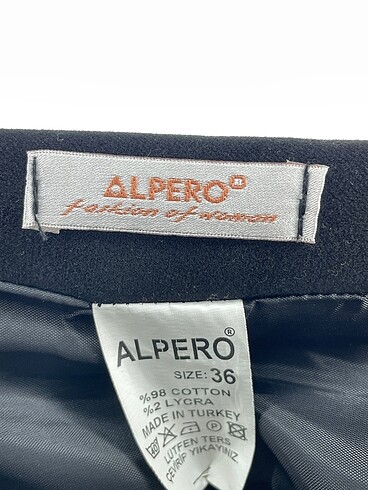 ALPERO®
fashion of woman
ALPERO®
SIZE: 36
%98 COTTON
%2 LYCRA
MADE IN TURKEY
LÜTFEN TERS
ÇEVİRİP YIKAYINIZ